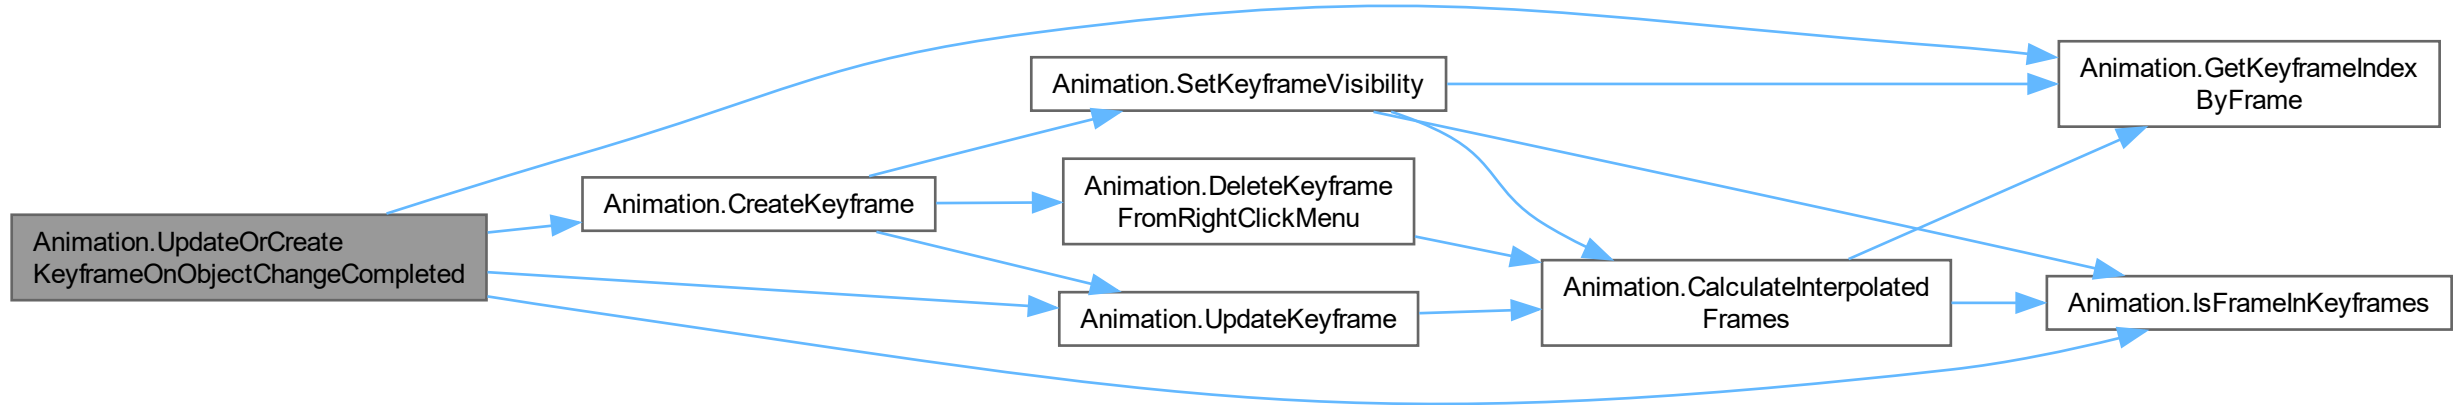 Animation.UpdateOrCreate
KeyframeOnObjectChangeCompleted
Animation.CreateKeyframe
Animation.SetKeyframeVisibility
Animation.DeleteKeyframe
FromRightClickMenu
Animation.UpdateKeyframe
Animation.CalculateInterpolated
Frames
Animation.GetKeyframeIndex
ByFrame
Animation.IsFrameInKeyframes